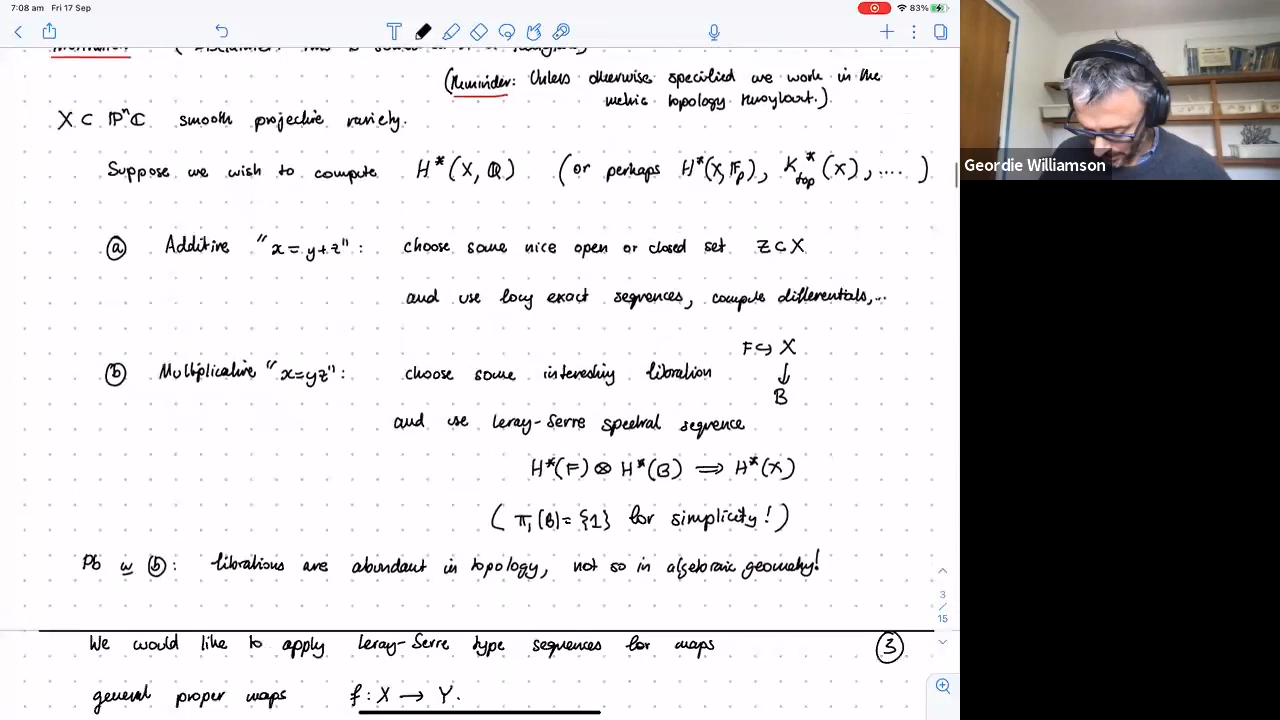 7:08 am Fri 17 Sep
83%
(Reminder: Unless otherwise specified we work in the
metric topology throughout.)
X ⊂ ℙⁿℂ smooth projective variety.
Suppose we wish to compute H*(X, ℚ) (or perhaps H*(X, 𝔽p), K*top(X), .... )
Geordie Williamson
ⓐ Additive "x = y+z": choose some nice open or closed set Z ⊂ X
and use long exact sequences, compute differentials,...
ⓑ Multiplicative "x=yz": choose some interesting fibration F ↪ X
↓
B
and use Leray-Serre spectral sequence
H*(F) ⊗ H*(B) ⟹ H*(X)
( π₁(B) = {1} for simplicity! )
Pb w ⓑ: fibrations are abundant in topology, not so in algebraic geometry!
3
/
15
We would like to apply Leray-Serre type sequences for maps ③
general proper maps f : X → Y.